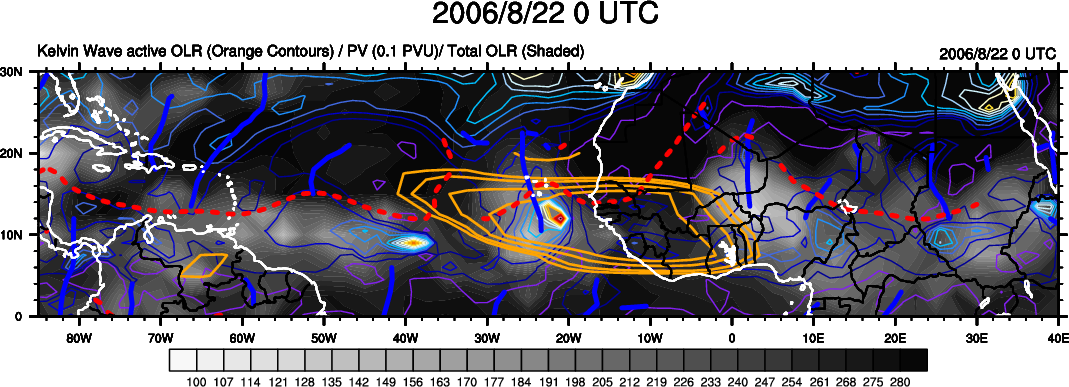 2006/8/22 0 UTC
Kelvin Wave active OLR (Orange Contours) / PV (0.1 PVU)/ Total OLR (Shaded) 2006/8/22 0 UTC
30N
20N
10N
0
80W 70W 60W 50W 40W 30W 20W 10W 0 10E 20E 30E 40E
100 107 114 121 128 135 142 149 156 163 170 177 184 191 198 205 212 219 226 233 240 247 254 261 268 275 280